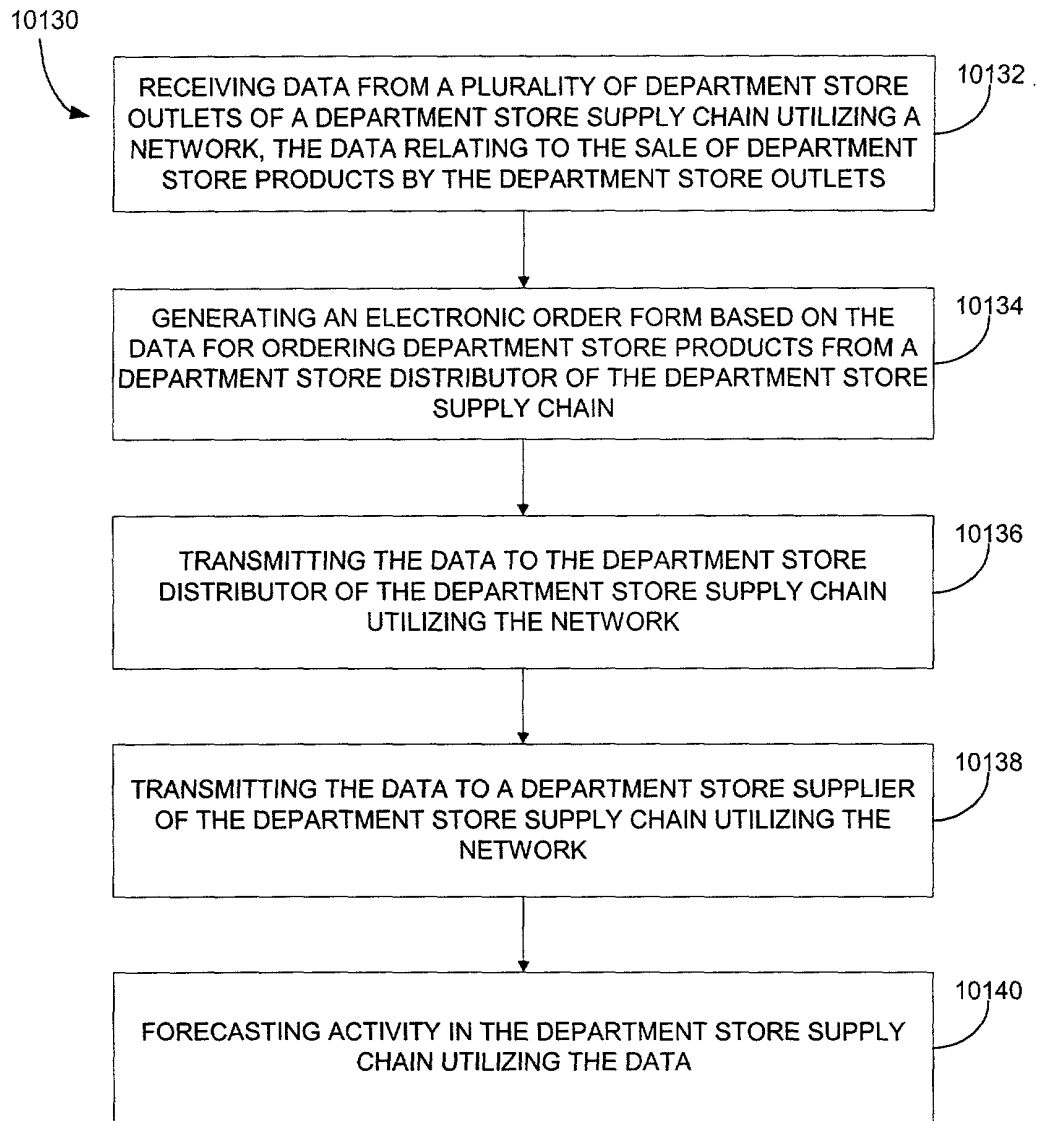 10130
RECEIVING DATA FROM A PLURALITY OF DEPARTMENT STORE
OUTLETS OF A DEPARTMENT STORE SUPPLY CHAIN UTILIZING A
NETWORK, THE DATA RELATING TO THE SALE OF DEPARTMENT
STORE PRODUCTS BY THE DEPARTMENT STORE OUTLETS
10132
GENERATING AN ELECTRONIC ORDER FORM BASED ON THE
DATA FOR ORDERING DEPARTMENT STORE PRODUCTS FROM A
DEPARTMENT STORE DISTRIBUTOR OF THE DEPARTMENT STORE
SUPPLY CHAIN
10134
TRANSMITTING THE DATA TO THE DEPARTMENT STORE
DISTRIBUTOR OF THE DEPARTMENT STORE SUPPLY CHAIN
UTILIZING THE NETWORK
10136
TRANSMITTING THE DATA TO A DEPARTMENT STORE SUPPLIER
OF THE DEPARTMENT STORE SUPPLY CHAIN UTILIZING THE
NETWORK
10138
FORECASTING ACTIVITY IN THE DEPARTMENT STORE SUPPLY
CHAIN UTILIZING THE DATA
10140